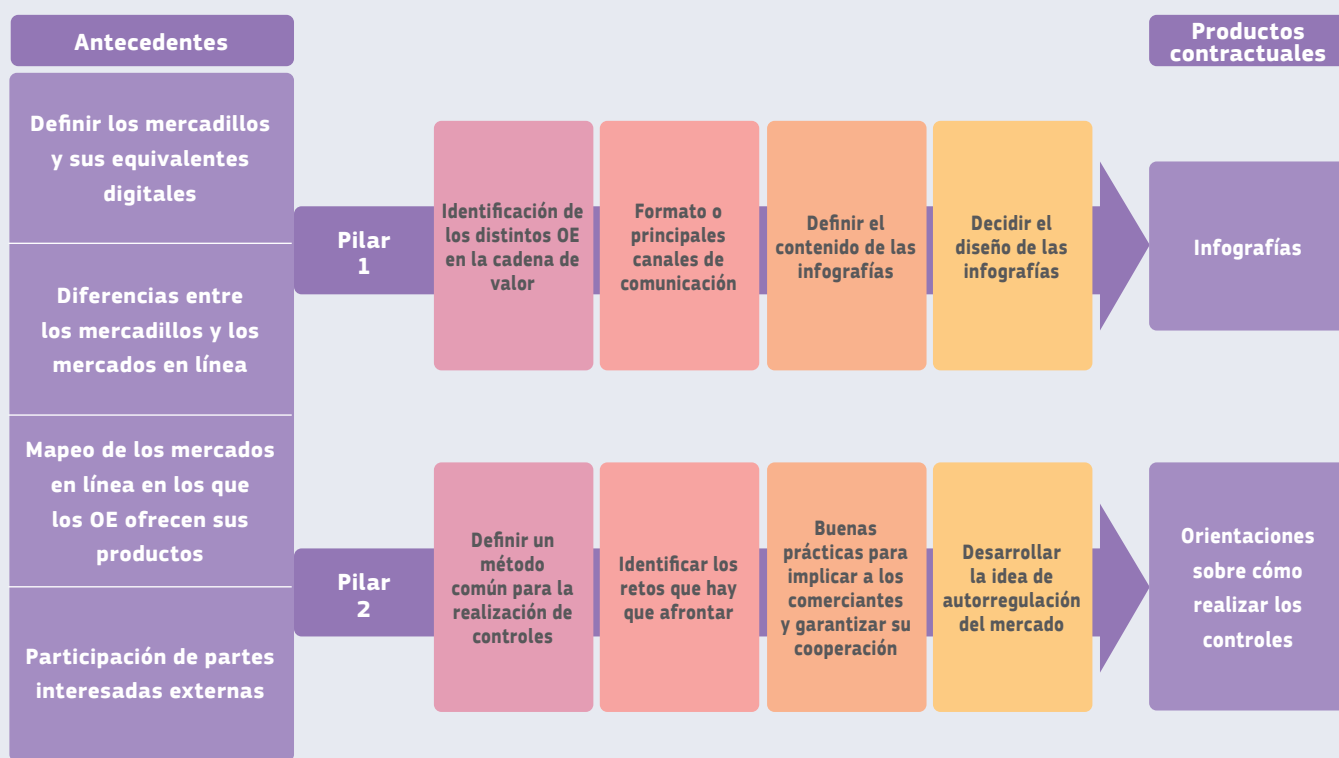 Antecedentes
Definir los mercadillos
y sus equivalentes
digitales
Diferencias entre
los mercadillos y los
mercados en línea
Mapeo de los mercados
en línea en los que
los OE ofrecen sus
productos
Participación de partes
interesadas externas
Pilar
1
Identificación de
los distintos OE
en la cadena de
valor
Formato o
principales
canales de
comunicación
Definir el
contenido de las
infografías
Decidir el
diseño de las
infografías
Pilar
2
Definir un
método
común para la
realización de
controles
Identificar los
retos que hay
que afrontar
Buenas
prácticas para
implicar a los
comerciantes
y garantizar su
cooperación
Desarrollar
la idea de
autorregulación
del mercado
Productos
contractuales
Infografías
Orientaciones
sobre cómo
realizar los
controles